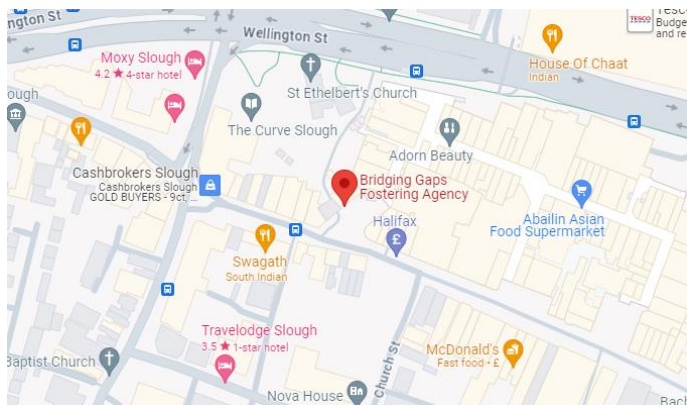 ngton St
Wellington St
TESCO
Tesco
Budge
and re
Moxy Slough
4.2 ★ 4-star hotel
House Of Chaat
Indian
ough
St Ethelbert's Church
The Curve Slough
Adorn Beauty
Cashbrokers Slough
Cashbrokers Slough
GOLD BUYERS - 9ct, ...
Bridging Gaps
Fostering Agency
Halifax
£
Abailin Asian
Food Supermarket
Swagath
South Indian
Travelodge Slough
3.5 ★ 1-star hotel
McDonald's
Fast food • £
Church St
Baptist Church
Nova House
Bach